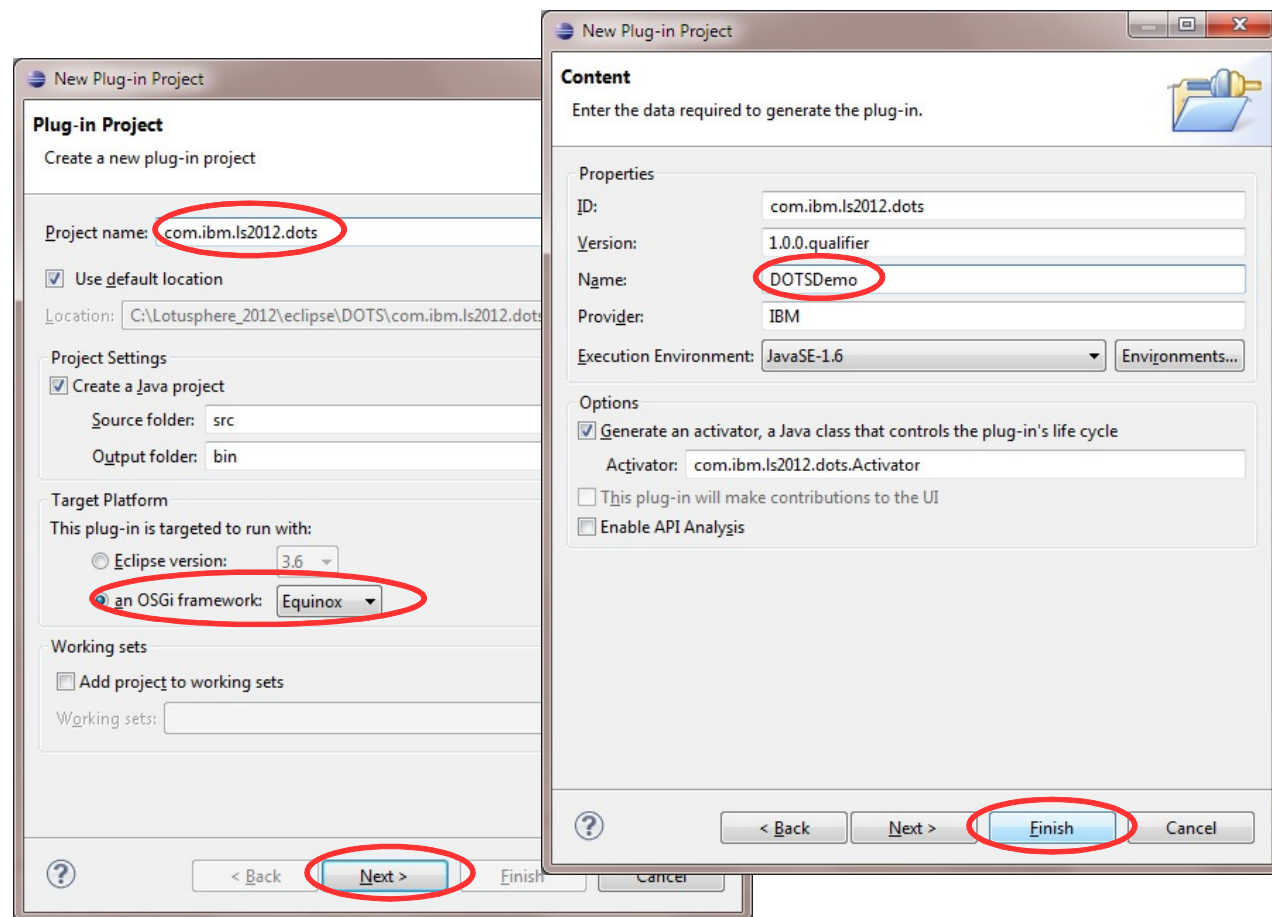 New Plug-in Project
Plug-in Project
Create a new plug-in project
Project name: com.ibm.ls2012.dots
Use default location
Location: C:\Lotusphere_2012\eclipse\DOTS\com.ibm.ls2012.dots
Project Settings
Create a Java project
Source folder: src
Output folder: bin
Target Platform
This plug-in is targeted to run with:
Eclipse version: 3.6
an OSGi framework: Equinox
Working sets
Add project to working sets
Working sets:
? < Back Next > Finish Cancel
New Plug-in Project
Content
Enter the data required to generate the plug-in.
Properties
ID: com.ibm.ls2012.dots
Version: 1.0.0.qualifier
Name: DOTSDemo
Provider: IBM
Execution Environment: JavaSE-1.6 Environments...
Options
Generate an activator, a Java class that controls the plug-in's life cycle
Activator: com.ibm.ls2012.dots.Activator
This plug-in will make contributions to the UI
Enable API Analysis
? < Back Next > Finish Cancel